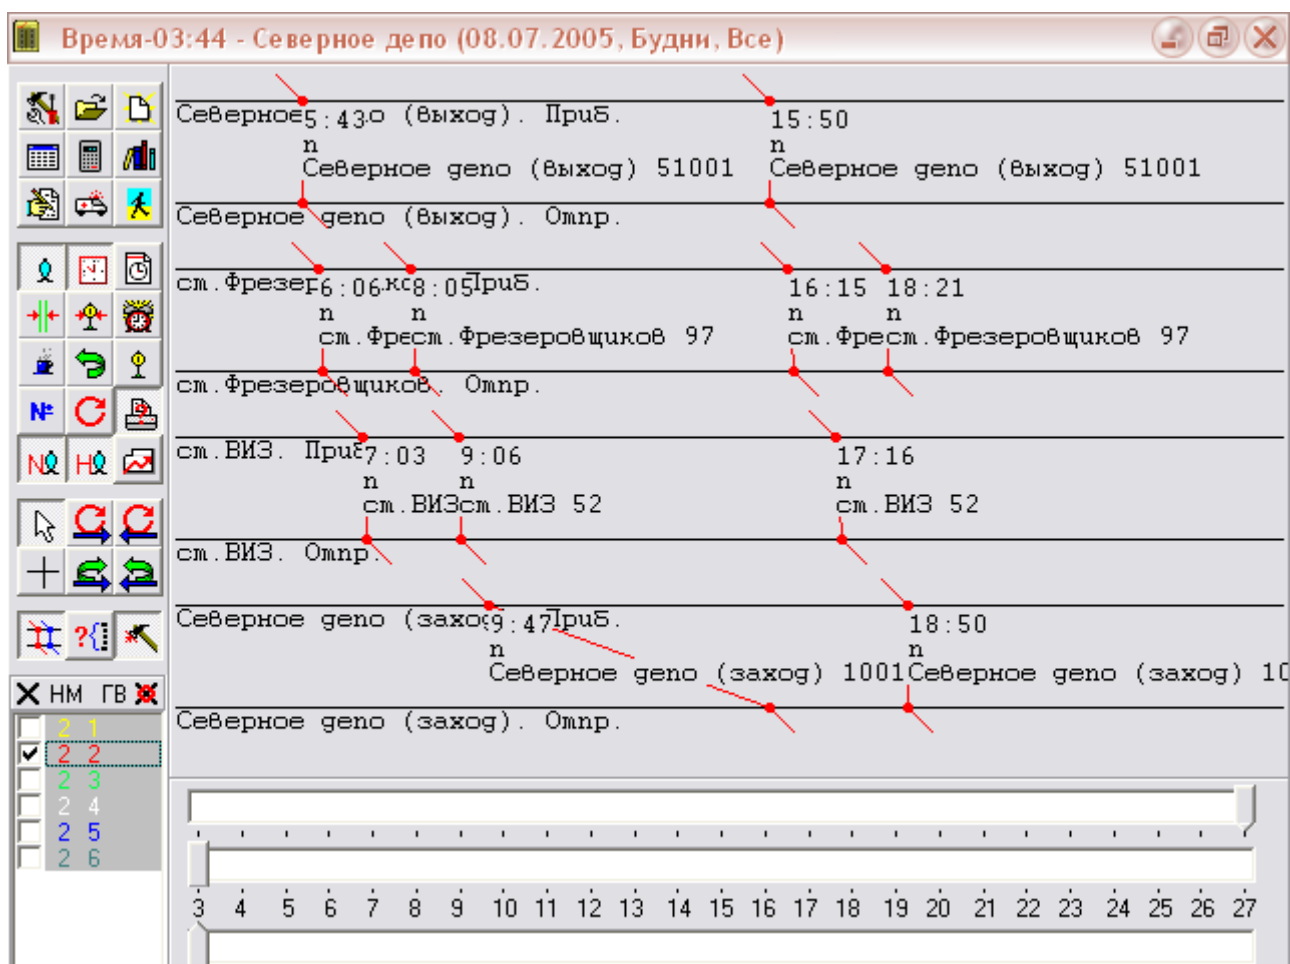 Время-03:44 - Северное депо (08.07.2005, Будни, Все)
Северное (выход). Приб.
5:43 15:50
п п
Северное депо (выход) 51001 Северное депо (выход) 51001
Северное депо (выход). Отпр.
ст.Фрезер Приб.
6:06 8:05 16:15 18:21
п п п п
ст.Фре ст.Фрезеровщиков 97 ст.Фре ст.Фрезеровщиков 97
ст.Фрезеровщиков. Отпр.
ст.ВИЗ. Приб
7:03 9:06 17:16
п п п
ст.ВИЗ ст.ВИЗ 52 ст.ВИЗ 52
ст.ВИЗ. Отпр.
Северное депо (заход Приб.
9:47 18:50
п п
Северное депо (заход) 1001 Северное депо (заход) 10
Северное депо (заход). Отпр.
N:
N Н
?{
НМ ГВ
2 1
2 2
2 3
2 4
2 5
2 6
3 4 5 6 7 8 9 10 11 12 13 14 15 16 17 18 19 20 21 22 23 24 25 26 27